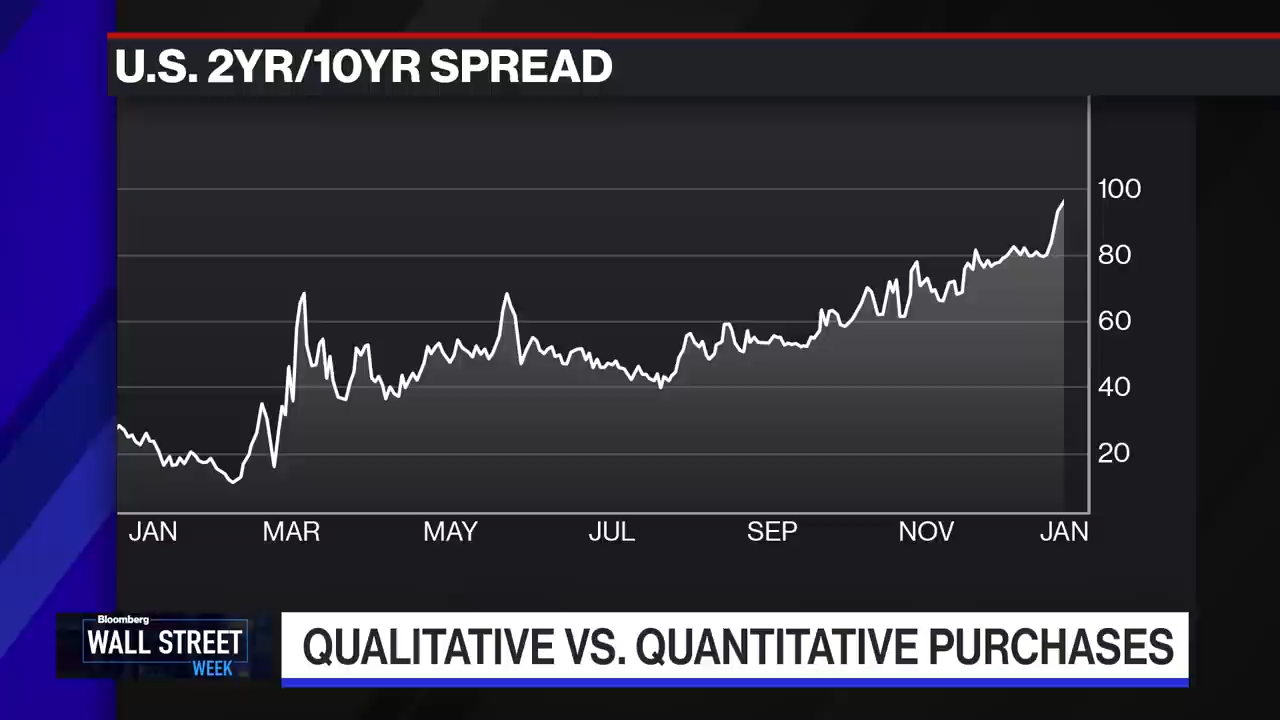 U.S. 2YR/10YR SPREAD
100
80
60
40
20
JAN MAR MAY JUL SEP NOV JAN
Bloomberg
WALL STREET
WEEK
QUALITATIVE VS. QUANTITATIVE PURCHASES